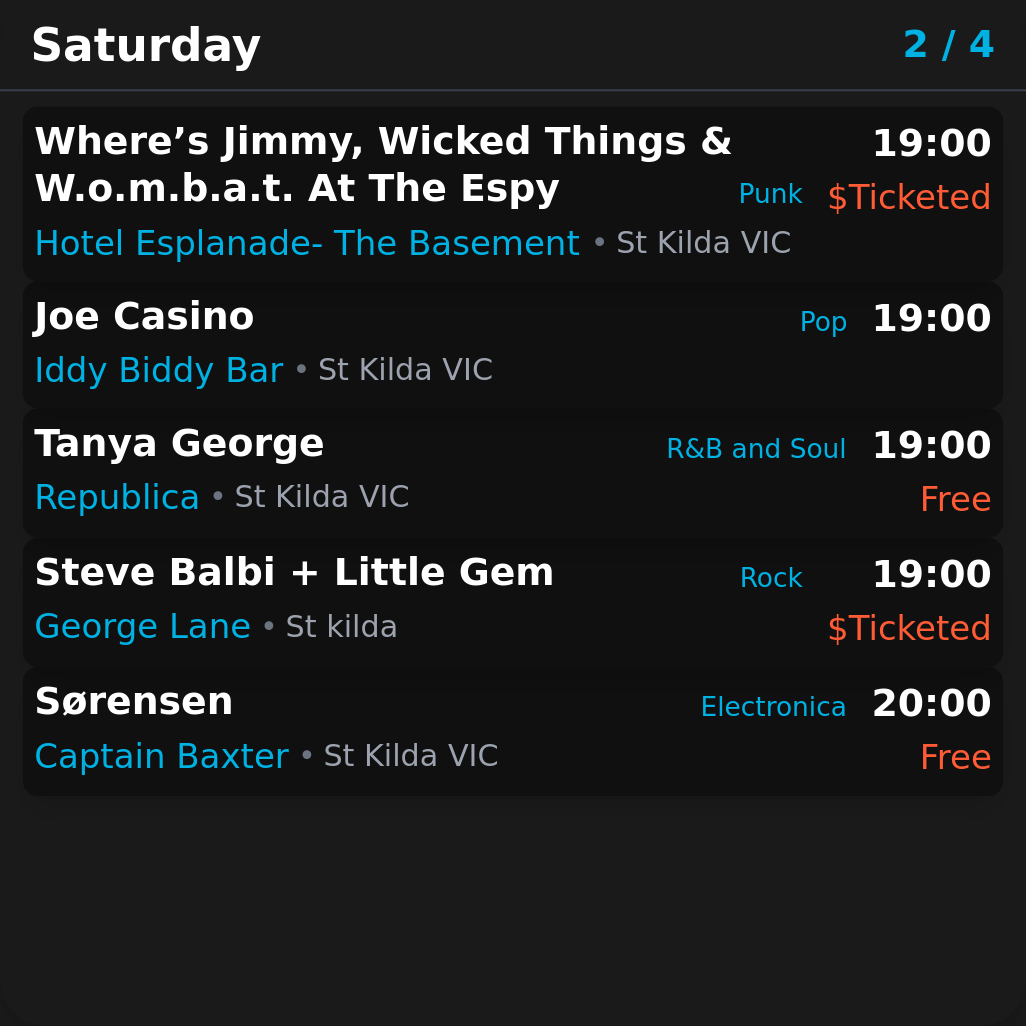 Saturday 2 / 4
Where’s Jimmy, Wicked Things & 19:00
W.o.m.b.a.t. At The Espy Punk $Ticketed
Hotel Esplanade- The Basement • St Kilda VIC
Joe Casino Pop 19:00
Iddy Biddy Bar • St Kilda VIC
Tanya George R&B and Soul 19:00
Republica • St Kilda VIC Free
Steve Balbi + Little Gem Rock 19:00
George Lane • St kilda $Ticketed
Sørensen Electronica 20:00
Captain Baxter • St Kilda VIC Free